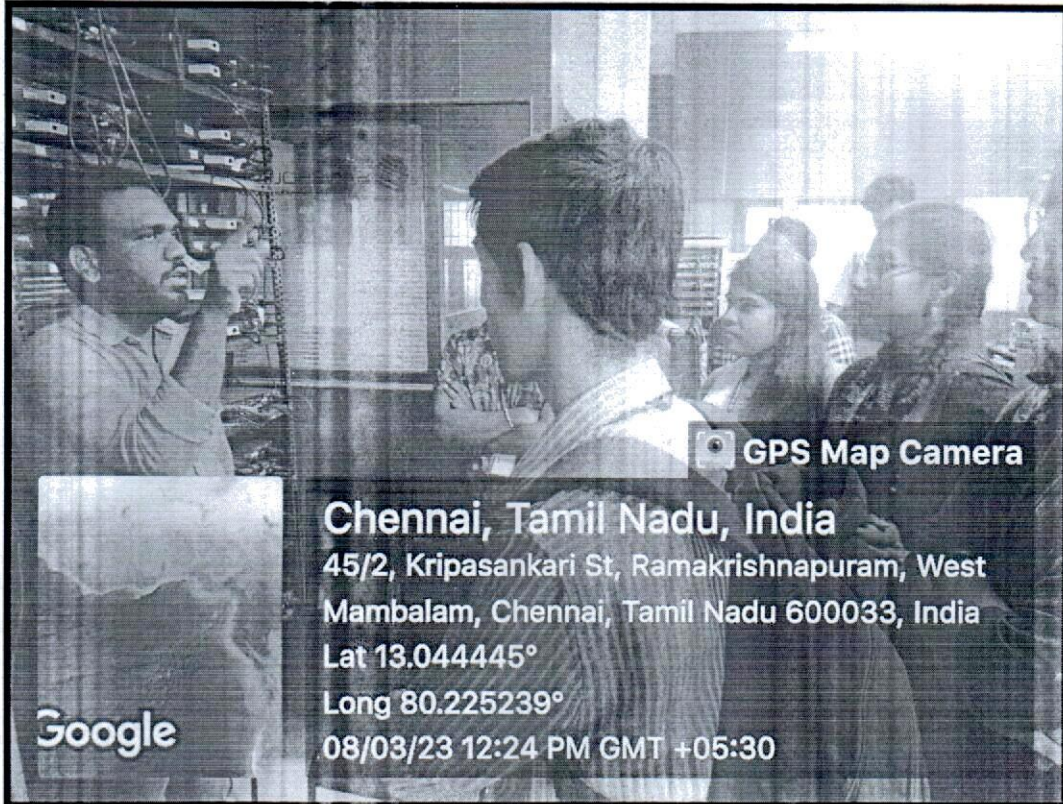 GPS Map Camera
Chennai, Tamil Nadu, India
45/2, Kripasankari St, Ramakrishnapuram, West
Mambalam, Chennai, Tamil Nadu 600033, India
Lat 13.044445°
Long 80.225239°
08/03/23 12:24 PM GMT +05:30
Google